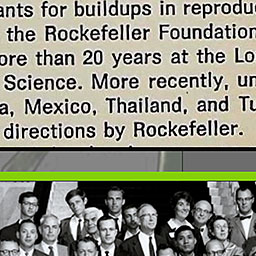 ants for buildups in reprodu
the Rockefeller Foundation
ore than 20 years at the Lo
Science. More recently, un
a, Mexico, Thailand, and Tu
directions by Rockefeller.